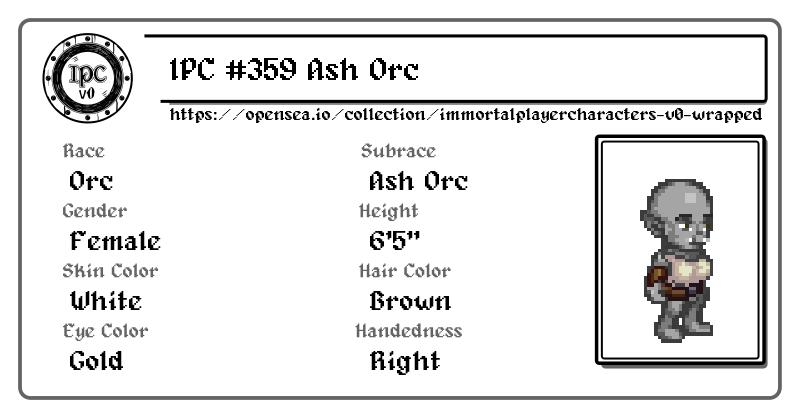 IPC
v0
1PC #359 Ash Orc
https://opensea.io/collection/immortalplayercharacters-v0-wrapped
Race
Subrace
Orc
Ash Orc
Gender
Height
Female
6'5"
Skin Color
Hair Color
White
Brown
Eye Color
Handedness
Gold
Right